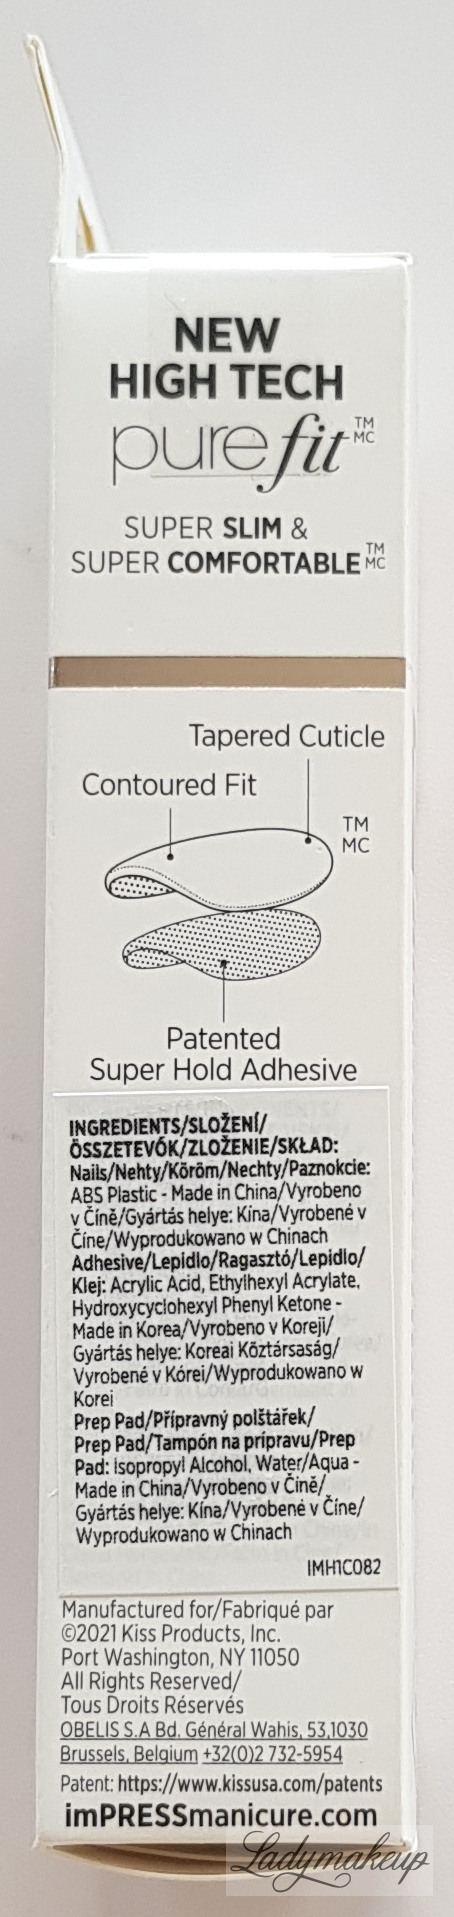 NEW
HIGH TECH
pure fit TM MC
SUPER SLIM &
SUPER COMFORTABLE TM MC
Tapered Cuticle
Contoured Fit
TM
MC
Patented
Super Hold Adhesive
INGREDIENTS/SLOŽENÍ/
ÖSSZETEVŐK/ZLOŽENIE/SKŁAD:
Nails/Nehty/Köröm/Nechty/Paznokcie:
ABS Plastic - Made in China/Vyrobeno
v Číně/Gyártás helye: Kína/Vyrobené v
Číne/Wyprodukowano w Chinach
Adhesive/Lepidlo/Ragasztó/Lepidlo/
Klej: Acrylic Acid, Ethylhexyl Acrylate,
Hydroxycyclohexyl Phenyl Ketone -
Made in Korea/Vyrobeno v Koreji/
Gyártás helye: Koreai Köztársaság/
Vyrobené v Kórei/Wyprodukowano w
Korei
Prep Pad/Přípravný polštářek/
Prep Pad/Tampón na prípravu/Prep
Pad: Isopropyl Alcohol, Water/Aqua -
Made in China/Vyrobeno v Číně/
Gyártás helye: Kína/Vyrobené v Číne/
Wyprodukowano w Chinach
IMH1C082
Manufactured for/Fabriqué par
©2021 Kiss Products, Inc.
Port Washington, NY 11050
All Rights Reserved/
Tous Droits Réservés
OBELIS S.A Bd. Général Wahis, 53,1030
Brussels, Belgium +32(0)2 732-5954
Patent: https://www.kissusa.com/patents
imPRESSmanicure.com
Ladymakeup